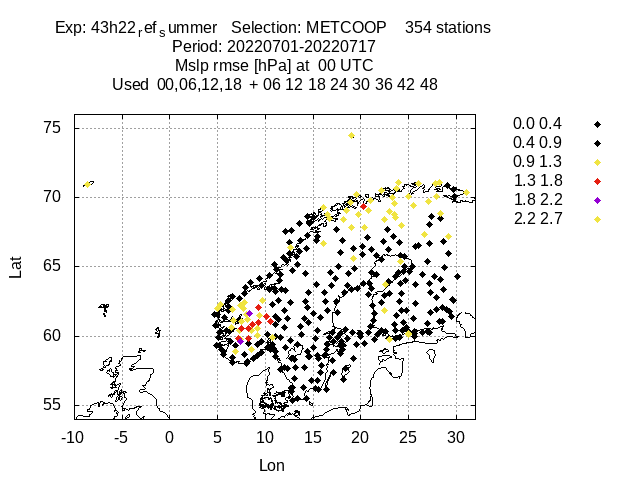 Exp: 43h22refsummer   Selection: METCOOP    354 stations
Period: 20220701-20220717
Mslp rmse [hPa] at  00 UTC
Used  00,06,12,18  + 06 12 18 24 30 36 42 48
0.0 0.4
0.4 0.9
0.9 1.3
1.3 1.8
1.8 2.2
2.2 2.7
Lat
75
70
65
60
55
-10 -5 0 5 10 15 20 25 30
Lon